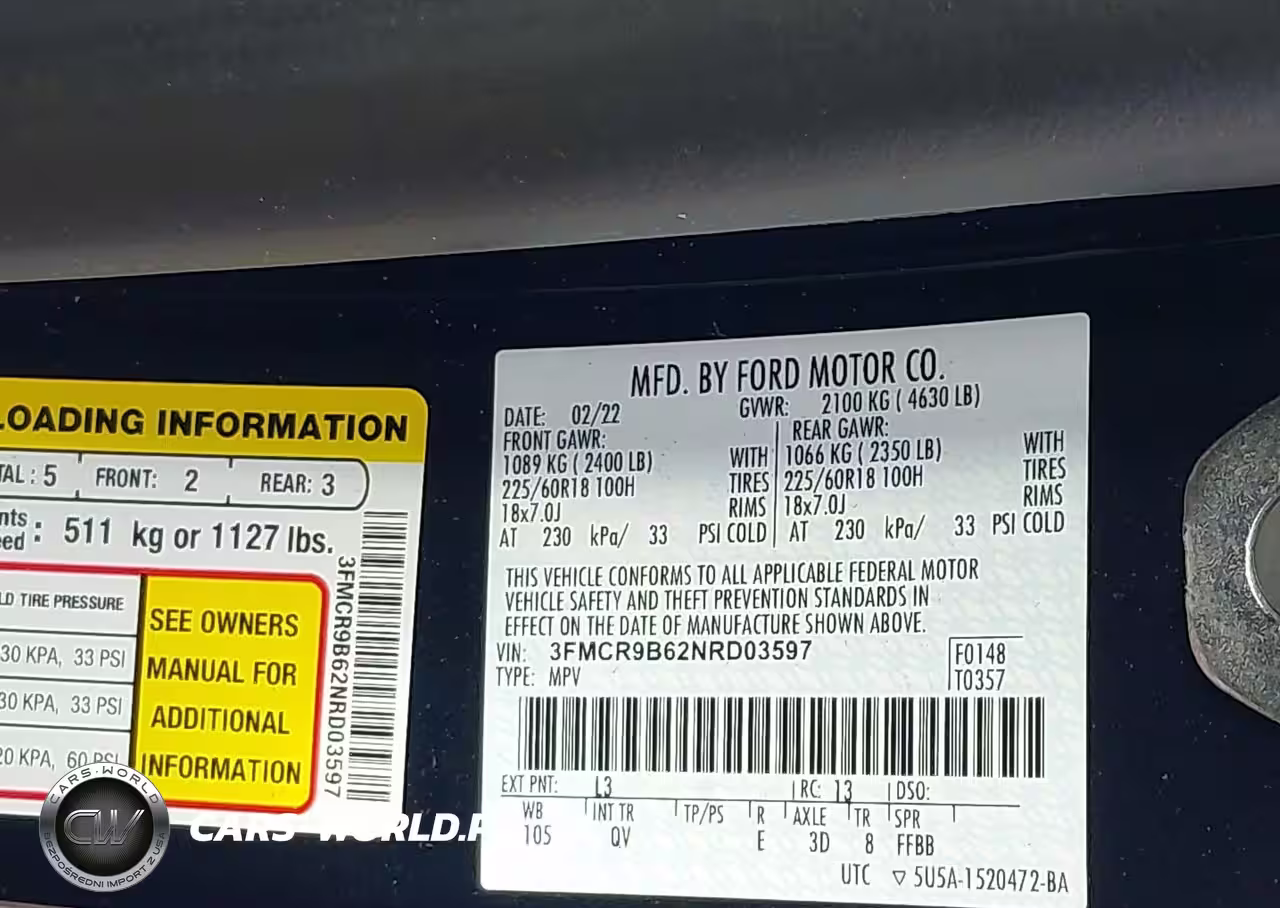 LOADING INFORMATION
TAL : 5 FRONT: 2 REAR: 3
nts
eed : 511 kg or 1127 lbs.
LD TIRE PRESSURE
30 KPA, 33 PSI
30 KPA, 33 PSI
20 KPA, 60 PSI
SEE OWNERS
MANUAL FOR
ADDITIONAL
INFORMATION
3FMCR9B62NRD03597
MFD. BY FORD MOTOR CO.
DATE: 02/22 GVWR: 2100 KG ( 4630 LB)
FRONT GAWR: REAR GAWR:
1089 KG ( 2400 LB) WITH 1066 KG ( 2350 LB) WITH
225/60R18 100H TIRES 225/60R18 100H TIRES
18x7.0J RIMS 18x7.0J RIMS
AT 230 kPa/ 33 PSI COLD AT 230 kPa/ 33 PSI COLD
THIS VEHICLE CONFORMS TO ALL APPLICABLE FEDERAL MOTOR
VEHICLE SAFETY AND THEFT PREVENTION STANDARDS IN
EFFECT ON THE DATE OF MANUFACTURE SHOWN ABOVE.
VIN: 3FMCR9B62NRD03597 F0148
TYPE: MPV T0357
EXT PNT: L3 RC: 13 DSO:
WB INT TR TP/PS R AXLE TR SPR
105 QV E 3D 8 FFBB
UTC ▽ 5U5A-1520472-BA
CARS-WORLD.P
CARS-WORLD
CW
BEZPOŚREDNI IMPORT Z USA